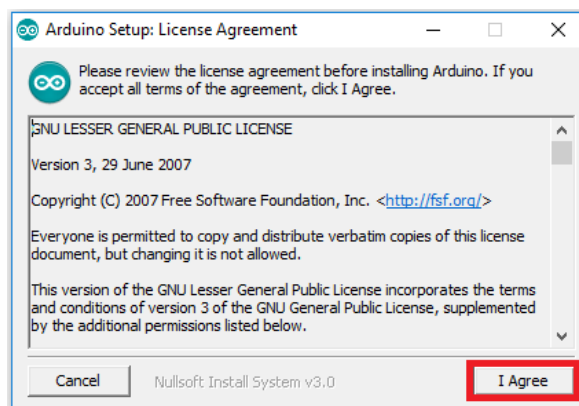 Arduino Setup: License Agreement
Please review the license agreement before installing Arduino. If you
accept all terms of the agreement, click I Agree.
GNU LESSER GENERAL PUBLIC LICENSE
Version 3, 29 June 2007
Copyright (C) 2007 Free Software Foundation, Inc. <http://fsf.org/>
Everyone is permitted to copy and distribute verbatim copies of this license
document, but changing it is not allowed.
This version of the GNU Lesser General Public License incorporates the terms
and conditions of version 3 of the GNU General Public License, supplemented
by the additional permissions listed below.
Cancel
Nullsoft Install System v3.0
I Agree